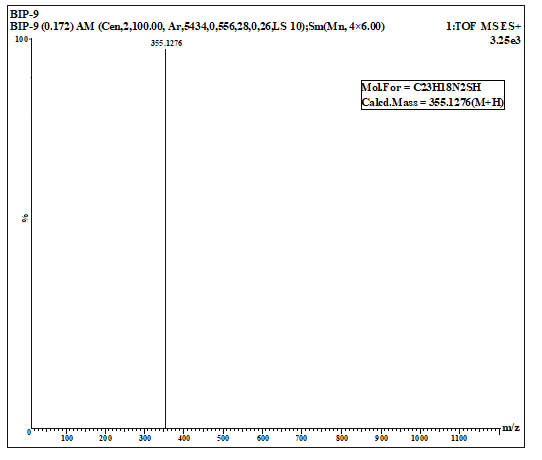 BIP-9
BIP-9 (0.172) AM (Cen,2,100.00, Ar,5434,0,556,28,0,26,LS 10);Sm(Mn, 4×6.00)
1:TOF MS ES+
3.25e3
100
355.1276
Mol.For = C23H18N2SH
Calcd.Mass = 355.1276(M+H)
%
0
100 200 300 400 500 600 700 800 900 1000 1100
m/z